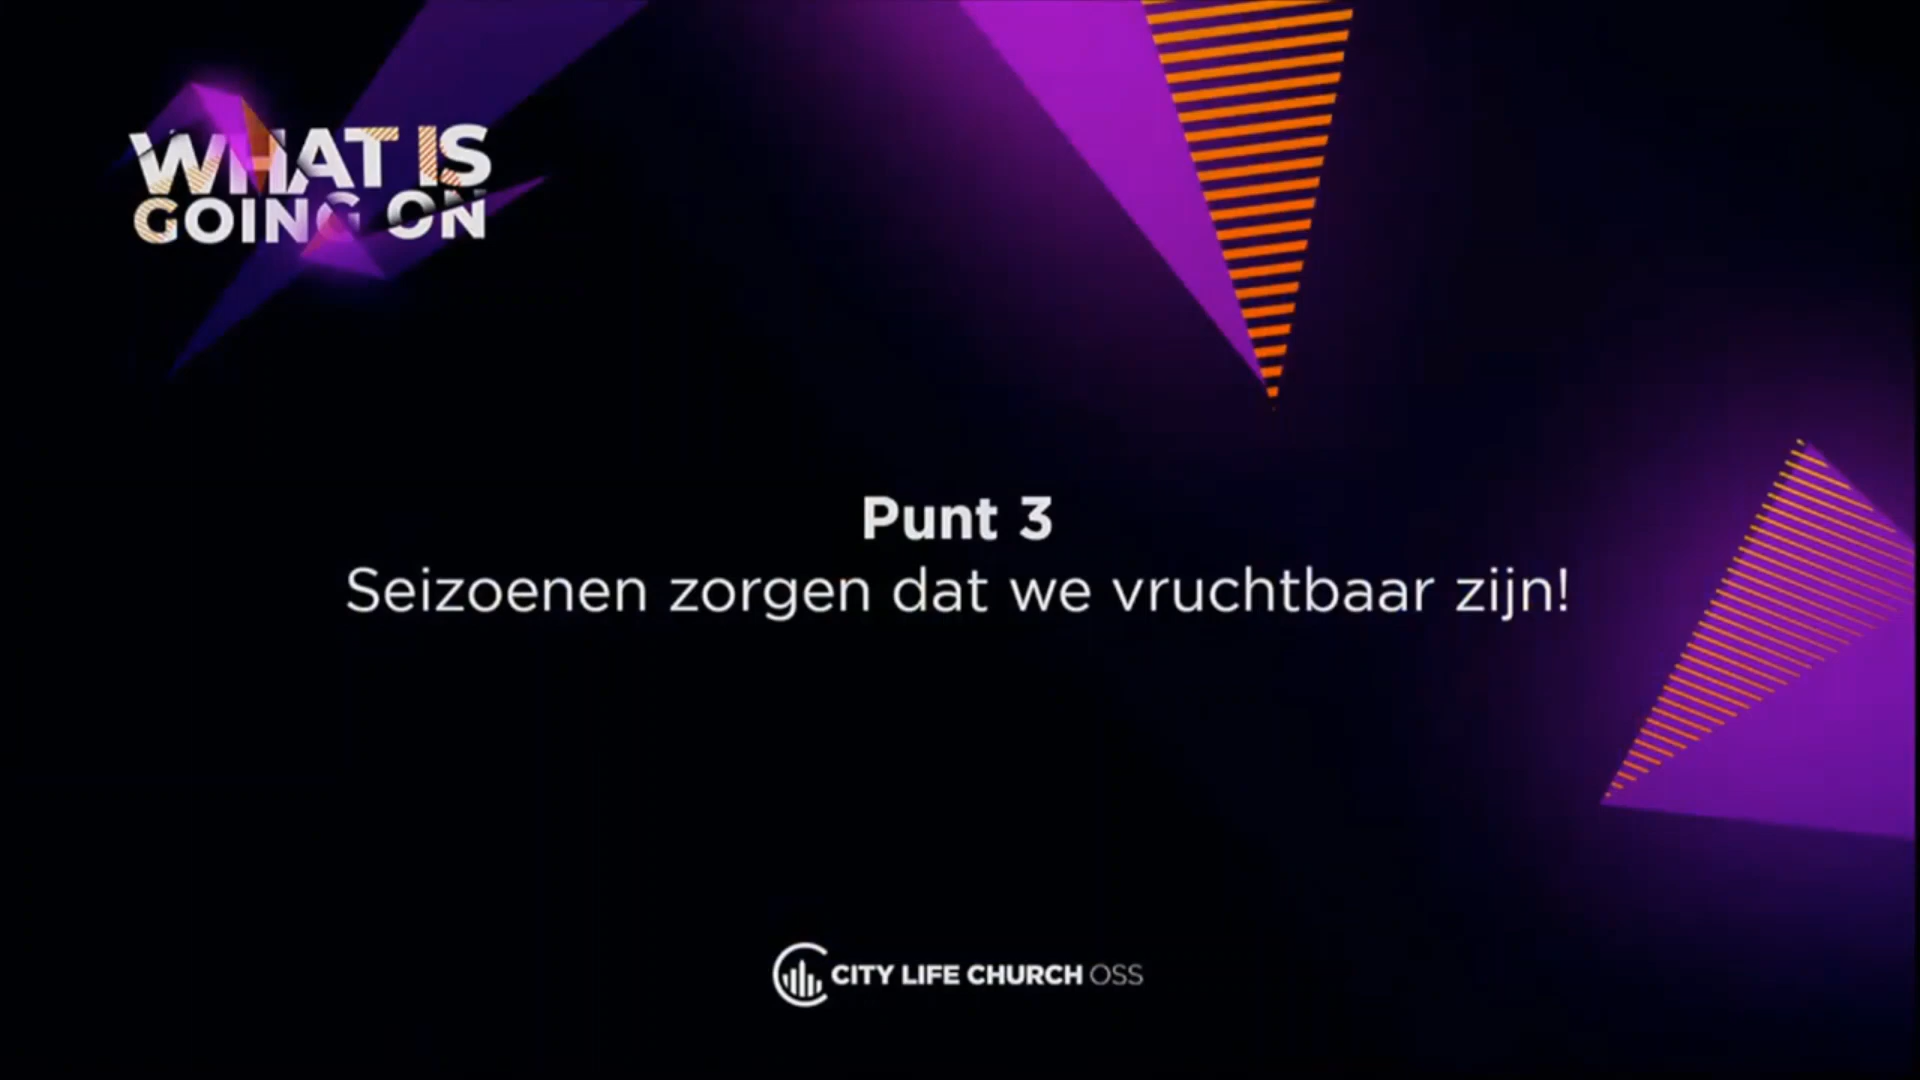 WHAT IS
GOING ON
Punt 3
Seizoenen zorgen dat we vruchtbaar zijn!
CITY LIFE CHURCH OSS